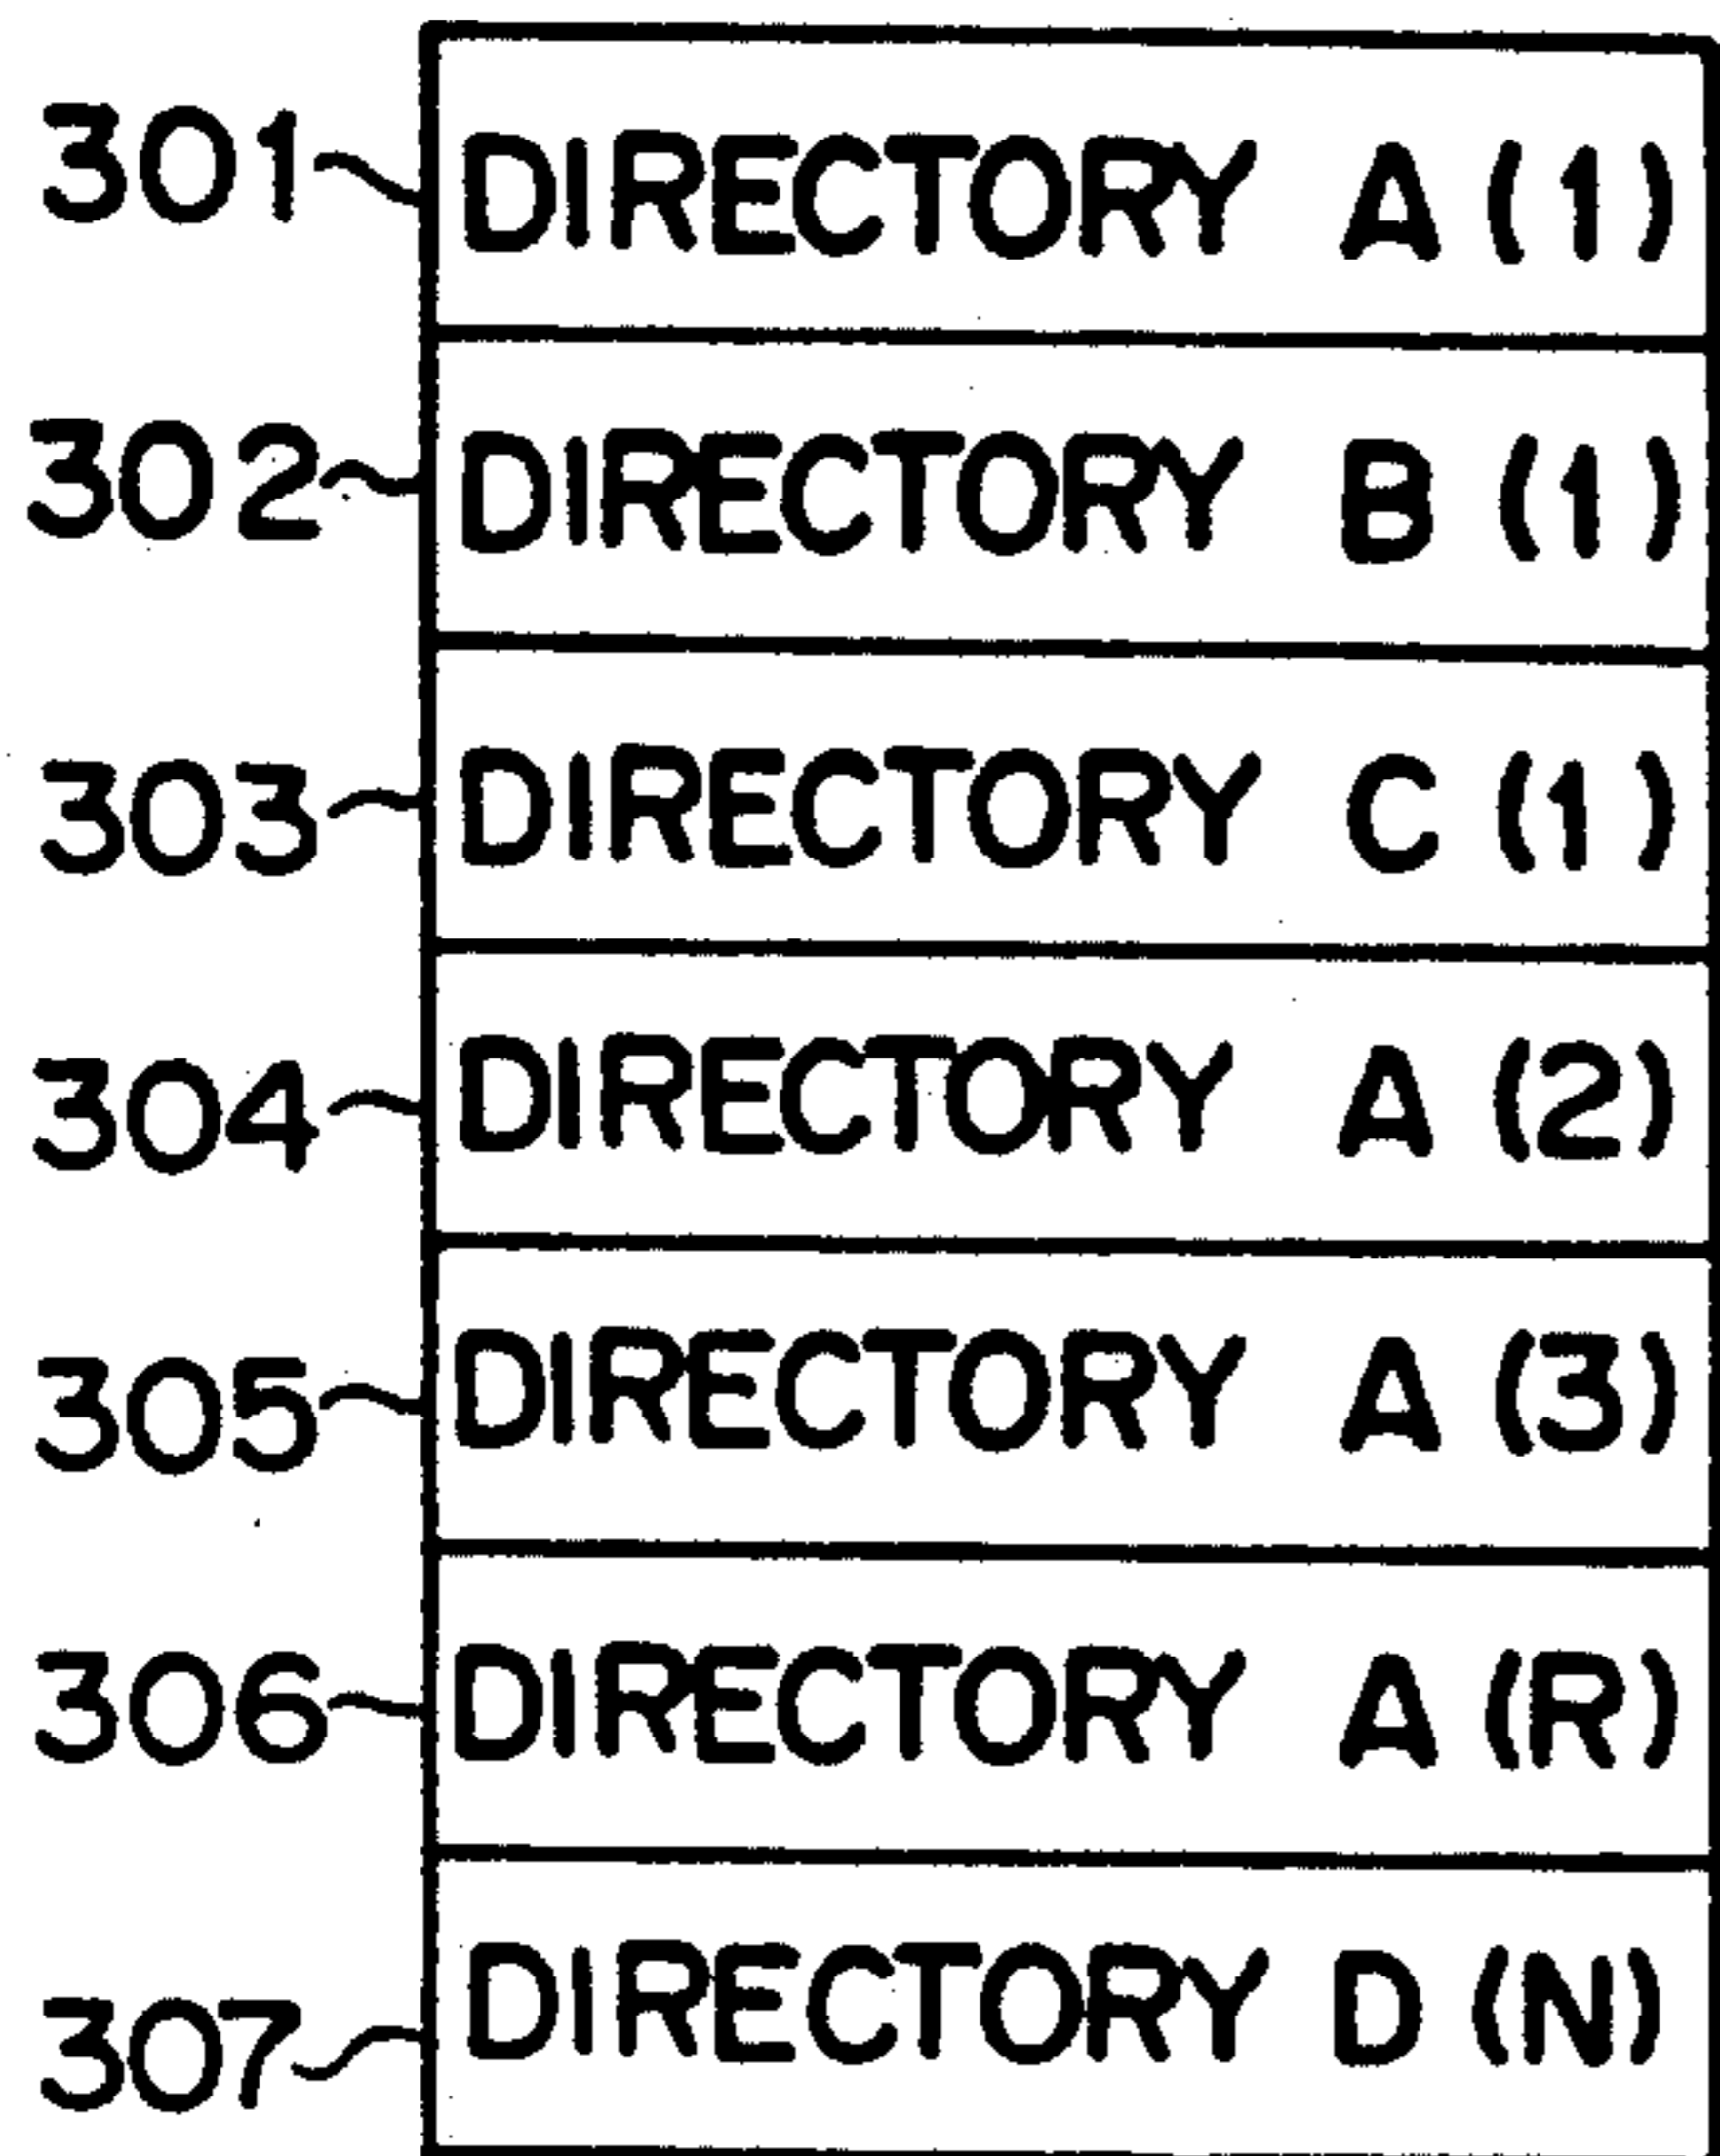 301 DIRECTORY A (1)
302 DIRECTORY B (1)
303 DIRECTORY C (1)
304 DIRECTORY A (2)
305 DIRECTORY A (3)
306 DIRECTORY A (R)
307 DIRECTORY D (N)